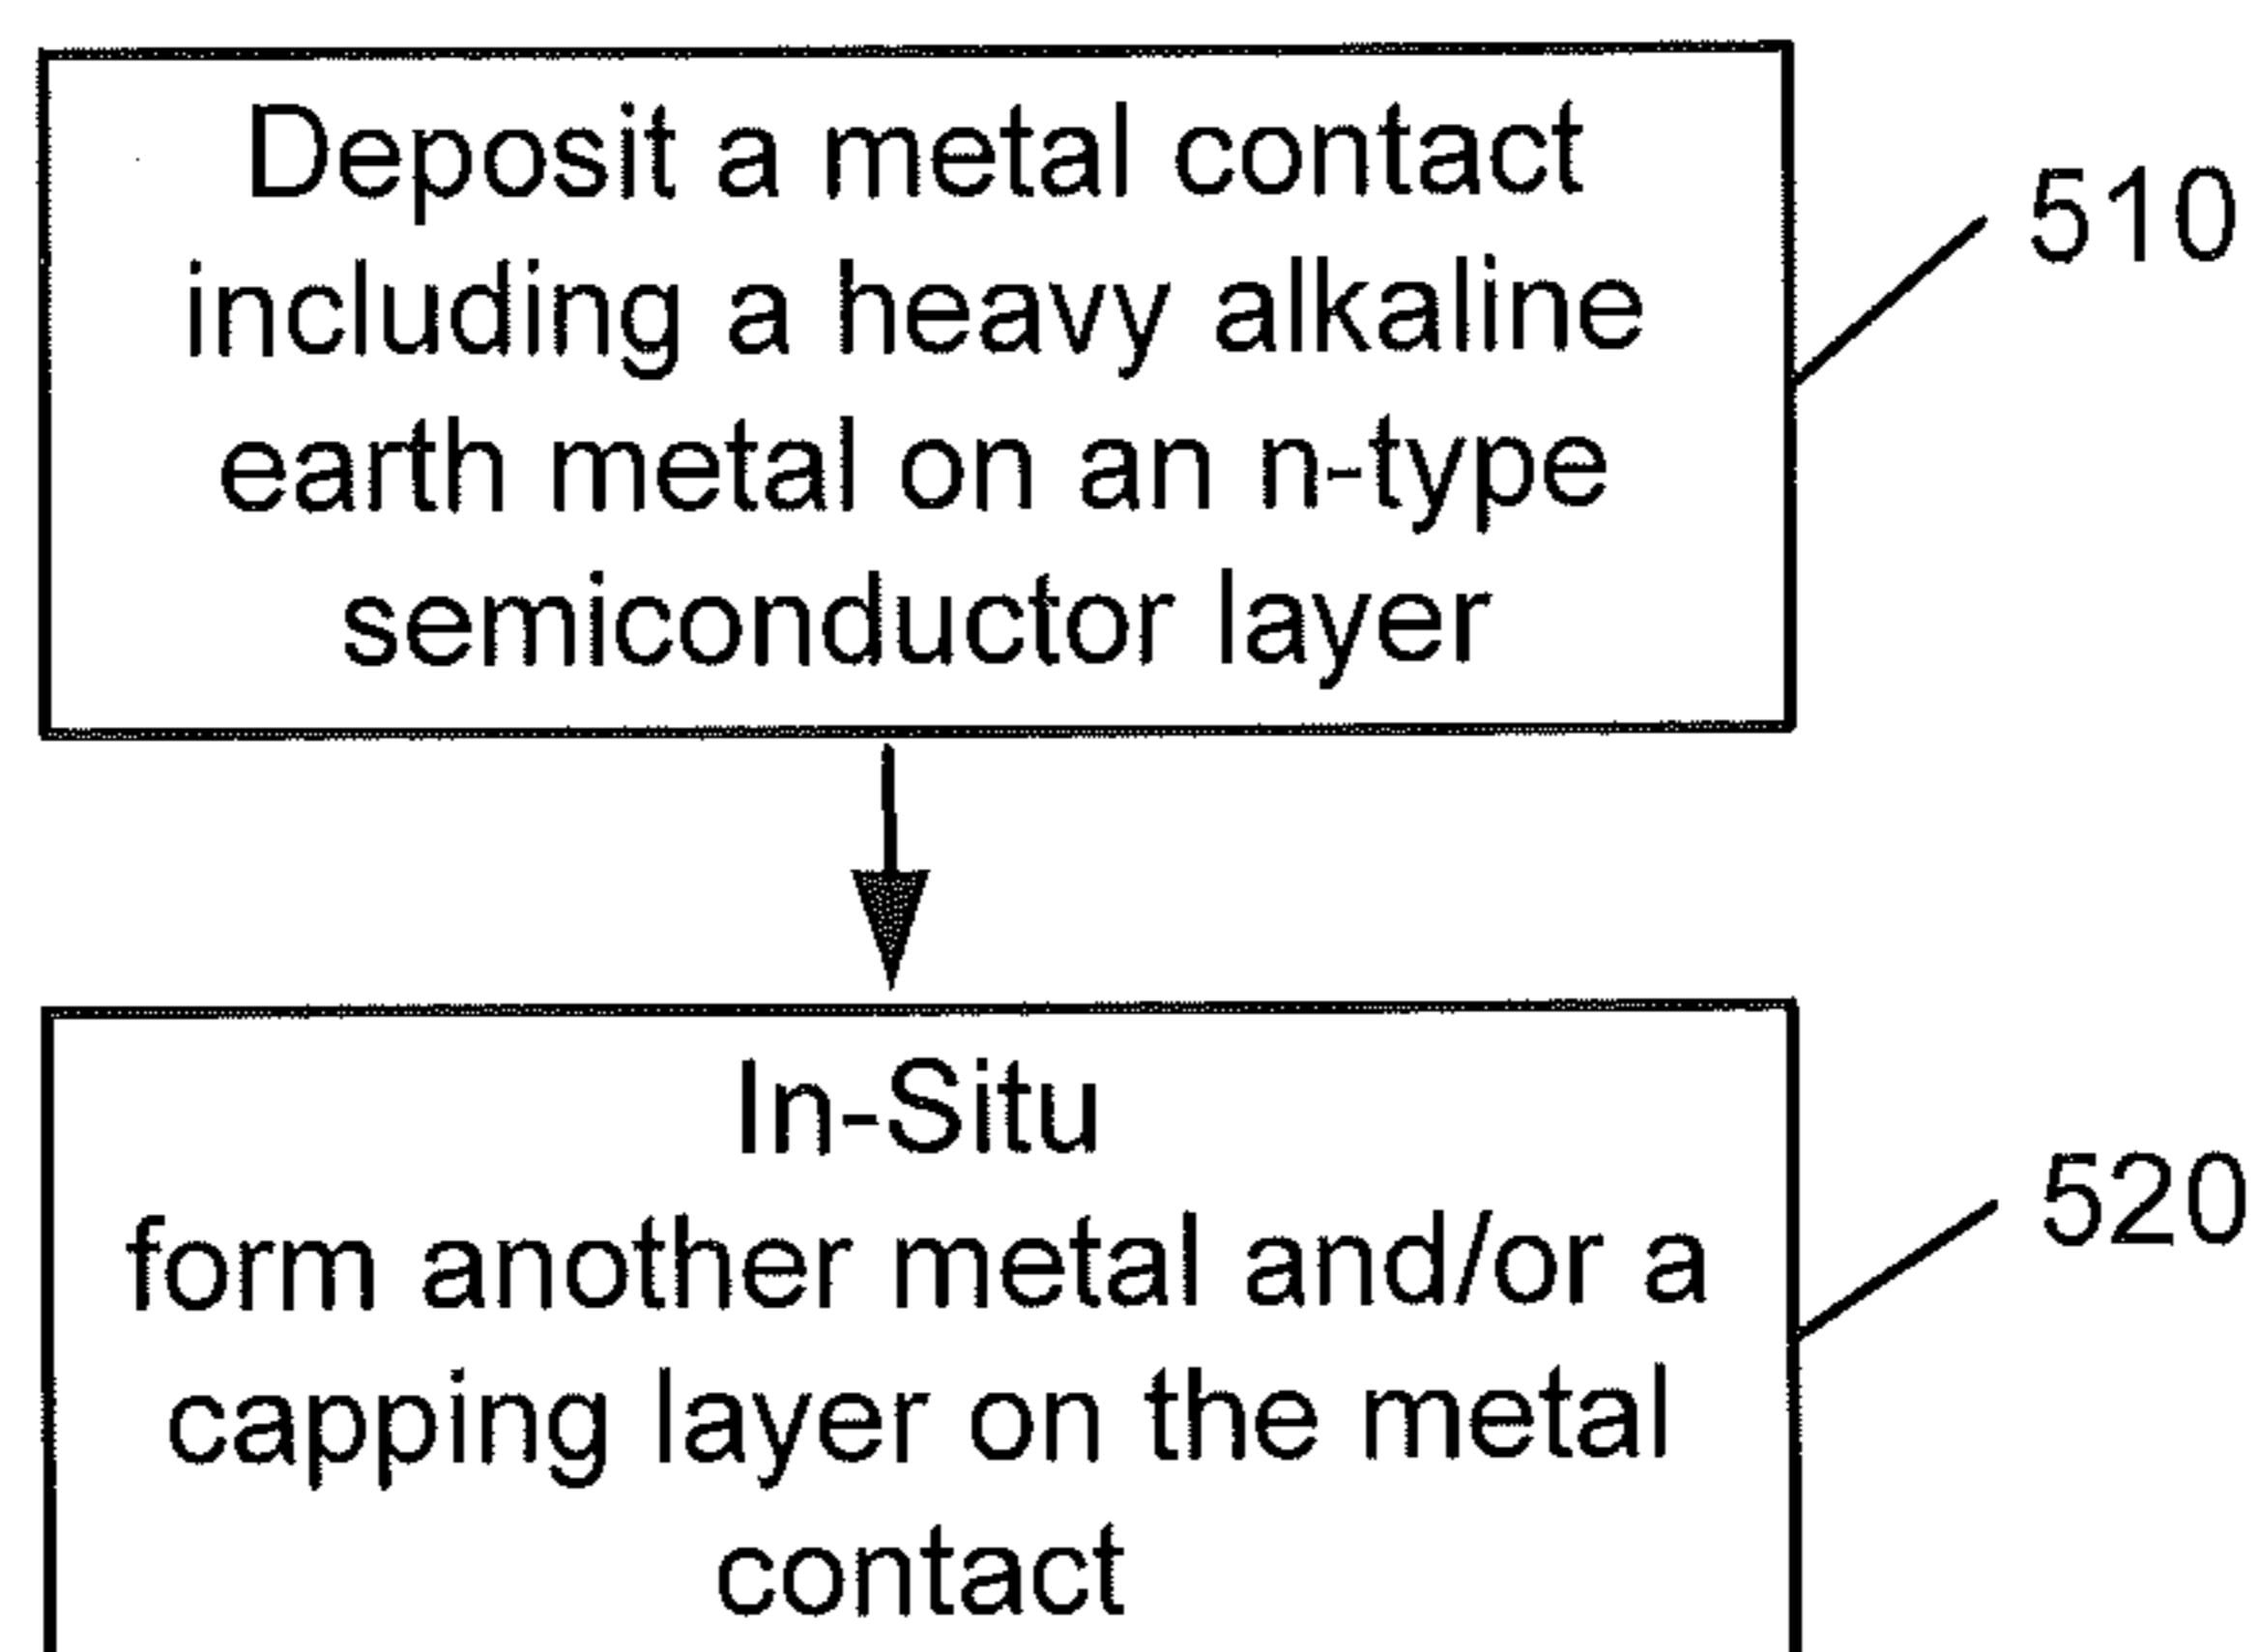 Deposit a metal contact
including a heavy alkaline
earth metal on an n-type
semiconductor layer
510
In-Situ
form another metal and/or a
capping layer on the metal
contact
520